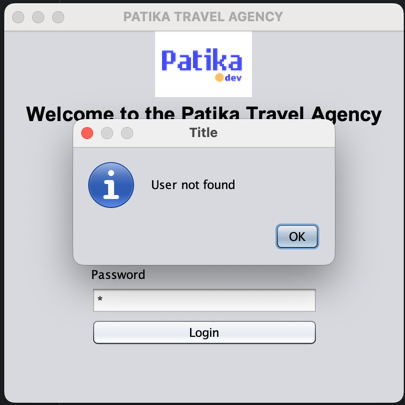 PATIKA TRAVEL AGENCY
Patika
dev
Welcome to the Patika Travel Agency
Title
User not found
OK
Password
*
Login